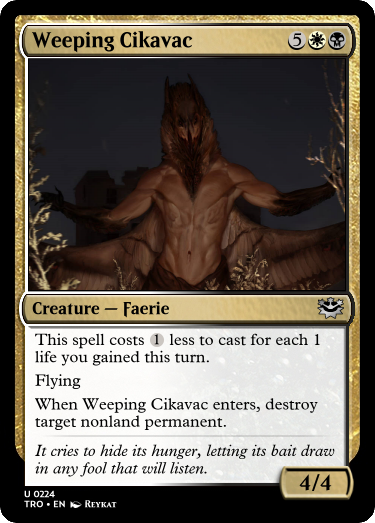 Weeping Cikavac 5
Creature — Faerie
This spell costs 1 less to cast for each 1
life you gained this turn.
Flying
When Weeping Cikavac enters, destroy
target nonland permanent.
It cries to hide its hunger, letting its bait draw
in any fool that will listen.
4/4
U 0224
TRO • EN Reykat